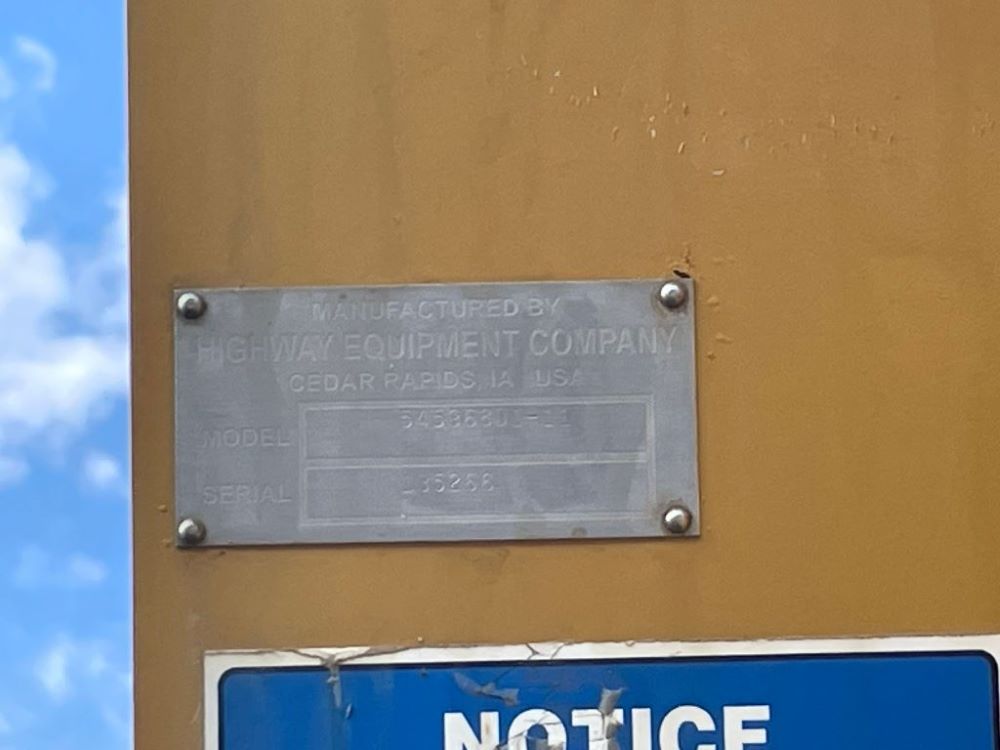 MANUFACTURED BY
HIGHWAY EQUIPMENT COMPANY
CEDAR RAPIDS, IA USA
MODEL
SERIAL
NOTICE